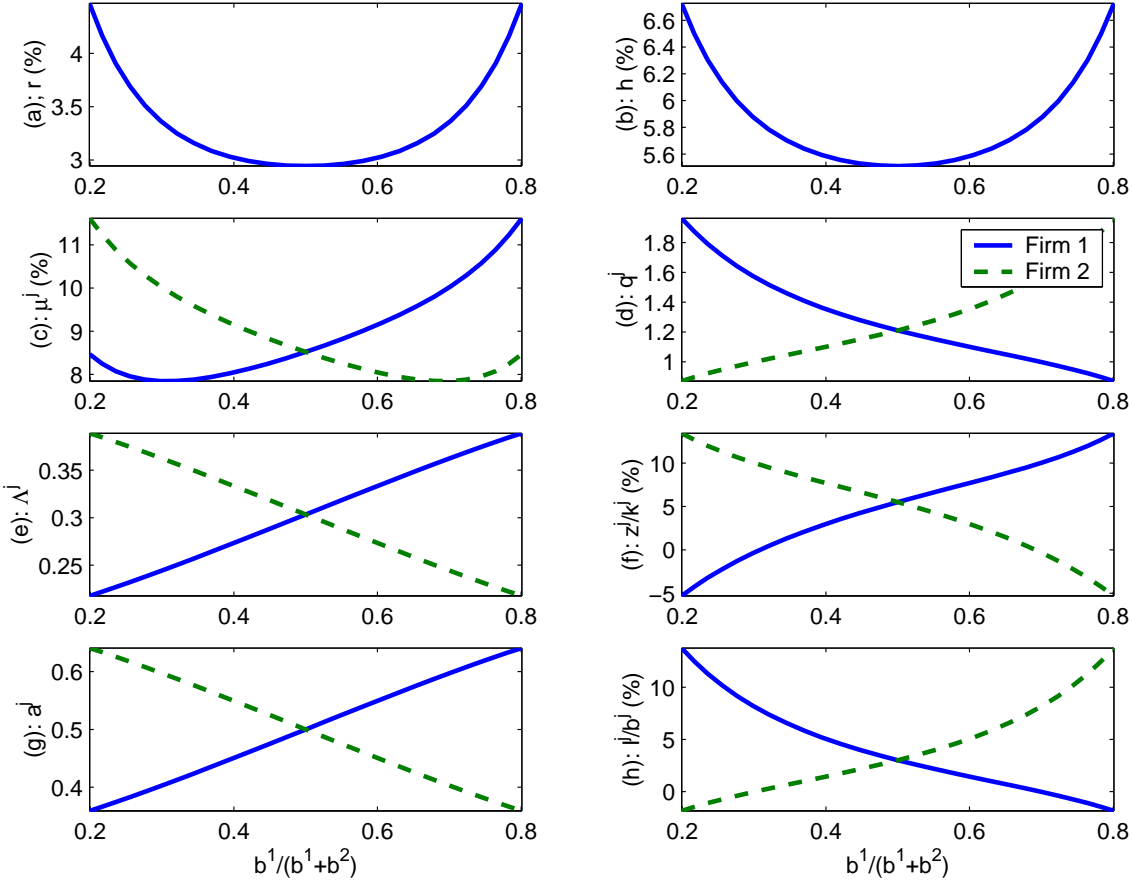 (a); r (%)
4
3.5
3
0.2 0.4 0.6 0.8
(b): h (%)
6.6
6.4
6.2
6
5.8
5.6
0.2 0.4 0.6 0.8
(c): μ^j (%)
11
10
9
8
0.2 0.4 0.6 0.8
(d): q^j
1.8
1.6
1.4
1.2
1
0.2 0.4 0.6 0.8
Firm 1
Firm 2
(e): Λ^j
0.35
0.3
0.25
0.2 0.4 0.6 0.8
(f): z^j/k^j (%)
10
5
0
−5
0.2 0.4 0.6 0.8
(g): a^j
0.6
0.5
0.4
0.2 0.4 0.6 0.8
b^1/(b^1+b^2)
(h): I^j/b^j (%)
10
5
0
0.2 0.4 0.6 0.8
b^1/(b^1+b^2)